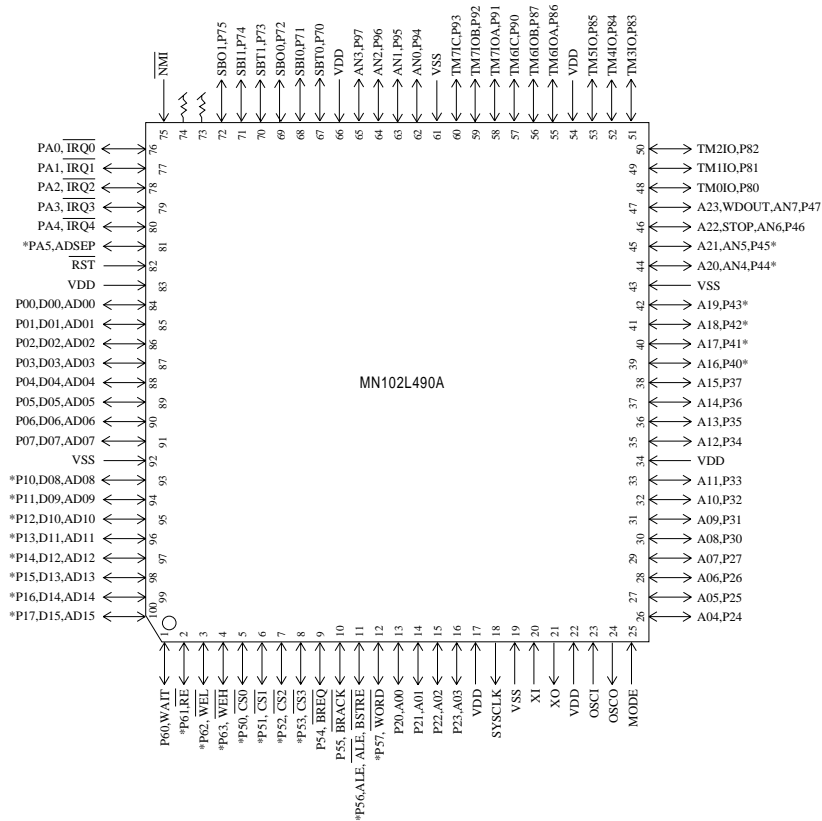 NMI
SBO1,P75
SBI1,P74
SBT1,P73
SBO0,P72
SBI0,P71
SBT0,P70
VDD
AN3,P97
AN2,P96
AN1,P95
AN0,P94
VSS
TM7IC,P93
TM7IOB,P92
TM7IOA,P91
TM6IC,P90
TM6IOB,P87
TM6IOA,P86
VDD
TM5IO,P85
TM4IO,P84
TM3IO,P83
75 74 73 72 71 70 69 68 67 66 65 64 63 62 61 60 59 58 57 56 55 54 53 52 51
PA0, IRQ0 76
PA1, IRQ1 77
PA2, IRQ2 78
PA3, IRQ3 79
PA4, IRQ4 80
*PA5,ADSEP 81
RST 82
VDD 83
P00,D00,AD00 84
P01,D01,AD01 85
P02,D02,AD02 86
P03,D03,AD03 87
P04,D04,AD04 88
P05,D05,AD05 89
P06,D06,AD06 90
P07,D07,AD07 91
VSS 92
*P10,D08,AD08 93
*P11,D09,AD09 94
*P12,D10,AD10 95
*P13,D11,AD11 96
*P14,D12,AD12 97
*P15,D13,AD13 98
*P16,D14,AD14 99
*P17,D15,AD15 100
MN102L490A
50 TM2IO,P82
49 TM1IO,P81
48 TM0IO,P80
47 A23,WDOUT,AN7,P47
46 A22,STOP,AN6,P46
45 A21,AN5,P45*
44 A20,AN4,P44*
43 VSS
42 A19,P43*
41 A18,P42*
40 A17,P41*
39 A16,P40*
38 A15,P37
37 A14,P36
36 A13,P35
35 A12,P34
34 VDD
33 A11,P33
32 A10,P32
31 A09,P31
30 A08,P30
29 A07,P27
28 A06,P26
27 A05,P25
26 A04,P24
1 2 3 4 5 6 7 8 9 10 11 12 13 14 15 16 17 18 19 20 21 22 23 24 25
P60,WAIT
*P61,RE
*P62, WEL
*P63, WEH
*P50, CS0
*P51, CS1
*P52, CS2
*P53, CS3
P54, BREQ
P55, BRACK
*P56,ALE, ALE, BSTRE
*P57, WORD
P20,A00
P21,A01
P22,A02
P23,A03
VDD
SYSCLK
VSS
XI
XO
VDD
OSCI
OSCO
MODE